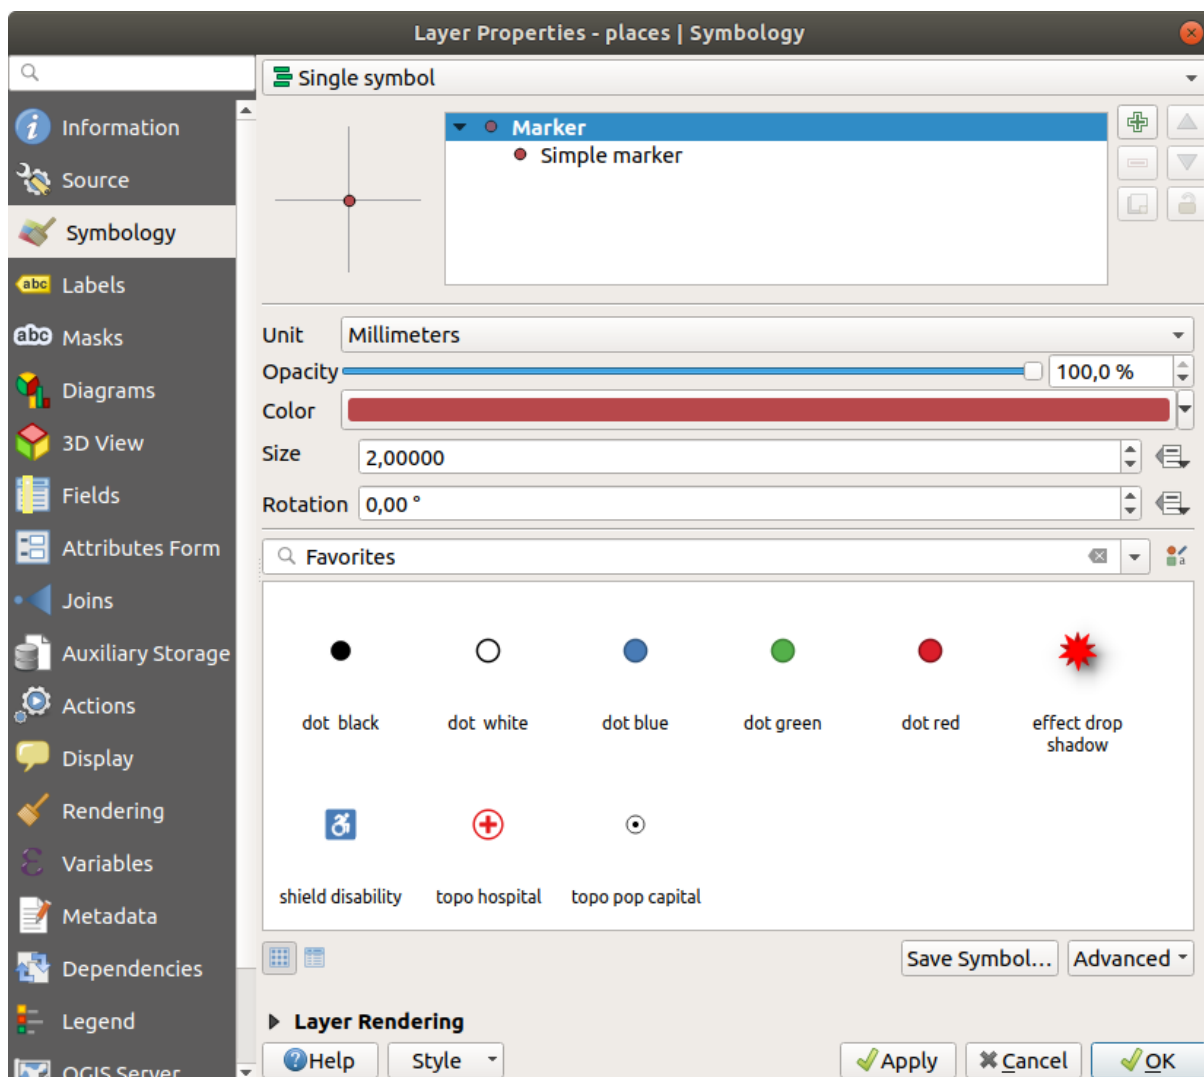 Layer Properties - places | Symbology
Single symbol
Information
Source
Symbology
abc Labels
abc Masks
Diagrams
3D View
Fields
Attributes Form
Joins
Auxiliary Storage
Actions
Display
Rendering
Variables
Metadata
Dependencies
Legend
QGIS Server
Marker
Simple marker
Unit Millimeters
Opacity 100,0 %
Color
Size 2,00000
Rotation 0,00 °
Favorites
dot black dot white dot blue dot green dot red effect drop
shadow
shield disability topo hospital topo pop capital
Save Symbol... Advanced
Layer Rendering
Help Style Apply Cancel OK